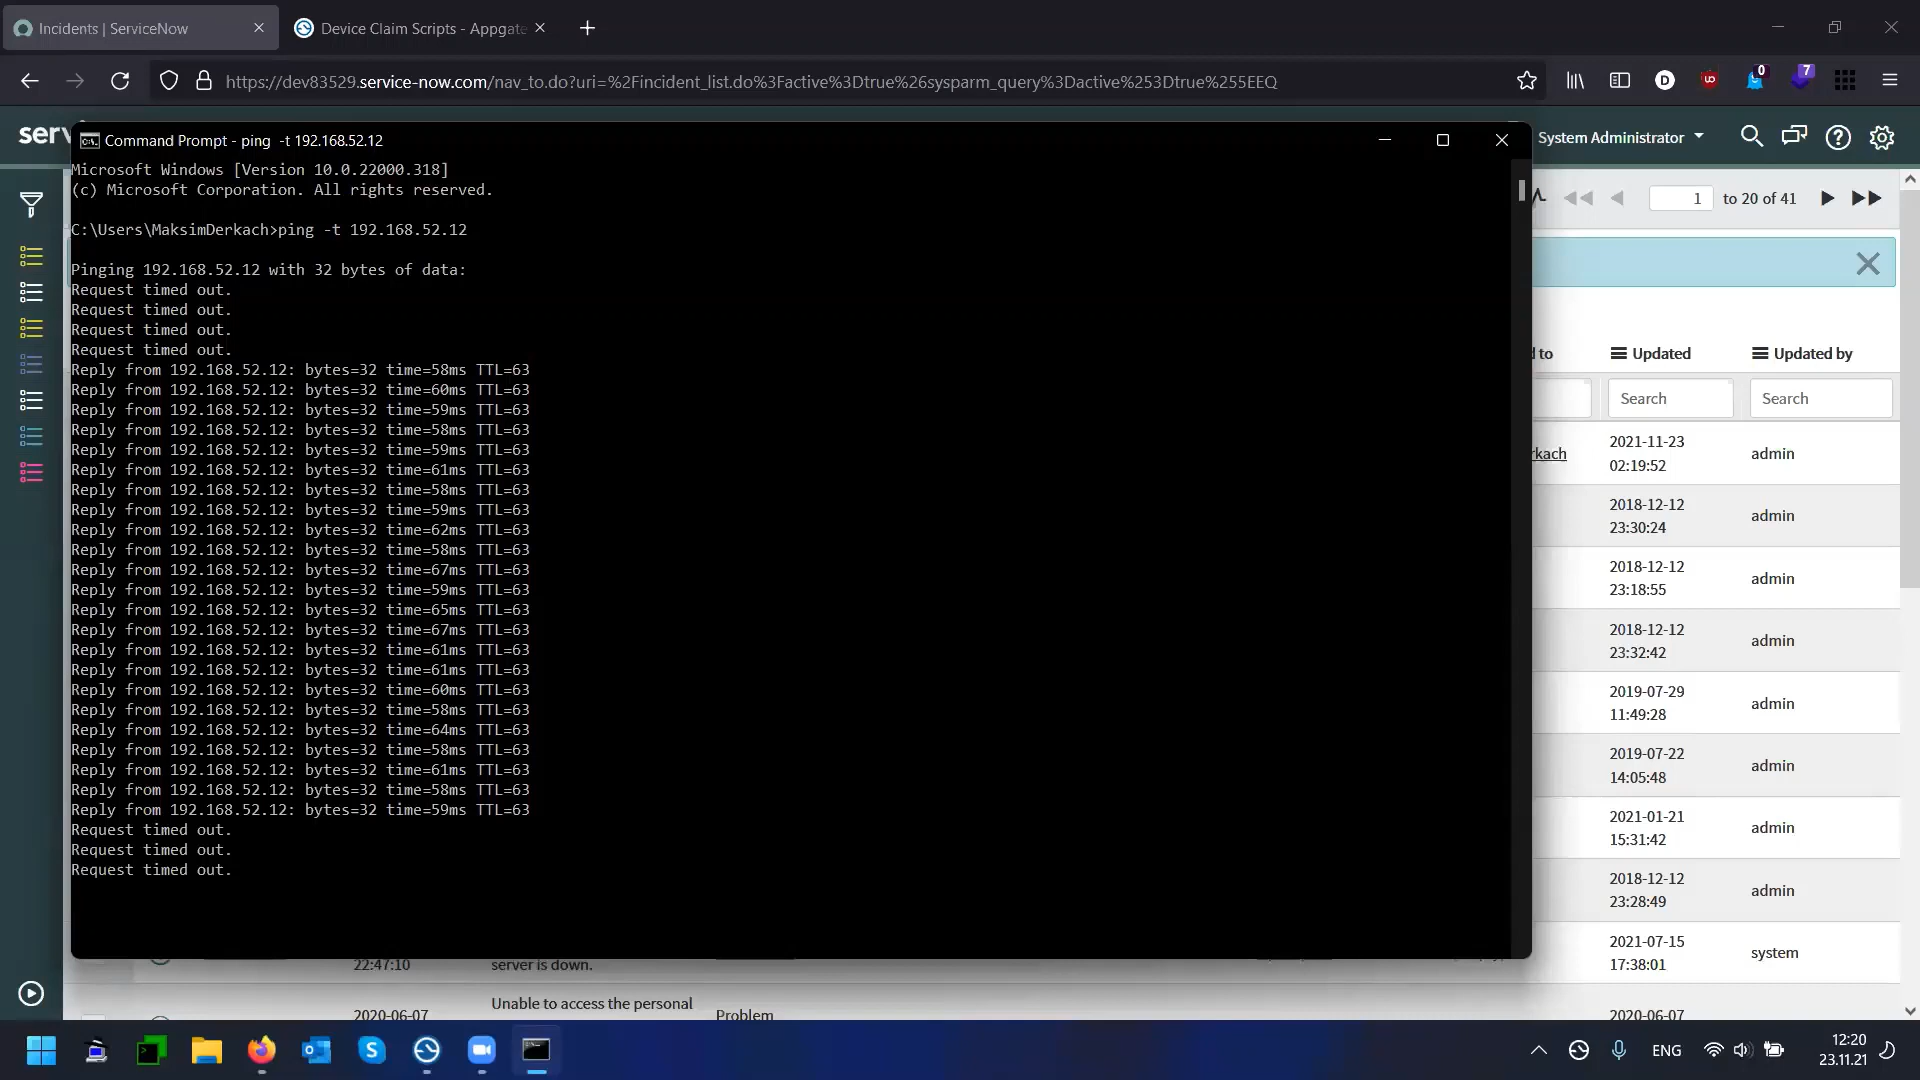 Incidents | ServiceNow
Device Claim Scripts - Appgate
https://dev83529.service-now.com/nav_to.do?uri=%2Fincident_list.do%3Factive%3Dtrue%26sysparm_query%3Dactive%253Dtrue%255EEQ
0
7
serv
Command Prompt - ping  -t 192.168.52.12
System Administrator
Microsoft Windows [Version 10.0.22000.318]
(c) Microsoft Corporation. All rights reserved.
1 to 20 of 41
C:\Users\MaksimDerkach>ping -t 192.168.52.12
Pinging 192.168.52.12 with 32 bytes of data:
Request timed out.
Request timed out.
Request timed out.
Request timed out.
Reply from 192.168.52.12: bytes=32 time=58ms TTL=63
Reply from 192.168.52.12: bytes=32 time=60ms TTL=63
Reply from 192.168.52.12: bytes=32 time=59ms TTL=63
Reply from 192.168.52.12: bytes=32 time=58ms TTL=63
Reply from 192.168.52.12: bytes=32 time=59ms TTL=63
Reply from 192.168.52.12: bytes=32 time=61ms TTL=63
Reply from 192.168.52.12: bytes=32 time=58ms TTL=63
Reply from 192.168.52.12: bytes=32 time=59ms TTL=63
Reply from 192.168.52.12: bytes=32 time=62ms TTL=63
Reply from 192.168.52.12: bytes=32 time=58ms TTL=63
Reply from 192.168.52.12: bytes=32 time=67ms TTL=63
Reply from 192.168.52.12: bytes=32 time=59ms TTL=63
Reply from 192.168.52.12: bytes=32 time=65ms TTL=63
Reply from 192.168.52.12: bytes=32 time=67ms TTL=63
Reply from 192.168.52.12: bytes=32 time=61ms TTL=63
Reply from 192.168.52.12: bytes=32 time=61ms TTL=63
Reply from 192.168.52.12: bytes=32 time=60ms TTL=63
Reply from 192.168.52.12: bytes=32 time=58ms TTL=63
Reply from 192.168.52.12: bytes=32 time=64ms TTL=63
Reply from 192.168.52.12: bytes=32 time=58ms TTL=63
Reply from 192.168.52.12: bytes=32 time=61ms TTL=63
Reply from 192.168.52.12: bytes=32 time=58ms TTL=63
Reply from 192.168.52.12: bytes=32 time=59ms TTL=63
Request timed out.
Request timed out.
Request timed out.
d to Updated Updated by
Search Search
rkach
2021-11-23
02:19:52
admin
2018-12-12
23:30:24
admin
2018-12-12
23:18:55
admin
2018-12-12
23:32:42
admin
2019-07-29
11:49:28
admin
2019-07-22
14:05:48
admin
2021-01-21
15:31:42
admin
2018-12-12
23:28:49
admin
2021-07-15
17:38:01
system
22:47:10
server is down.
Unable to access the personal
2020-06-07
Problem
2020-06-07
ENG
12:20
23.11.21